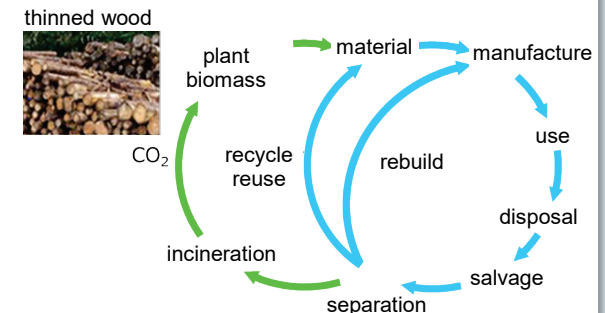 thinned wood
plant
biomass
material
manufacture
use
disposal
salvage
separation
incineration
CO₂
recycle
reuse
rebuild